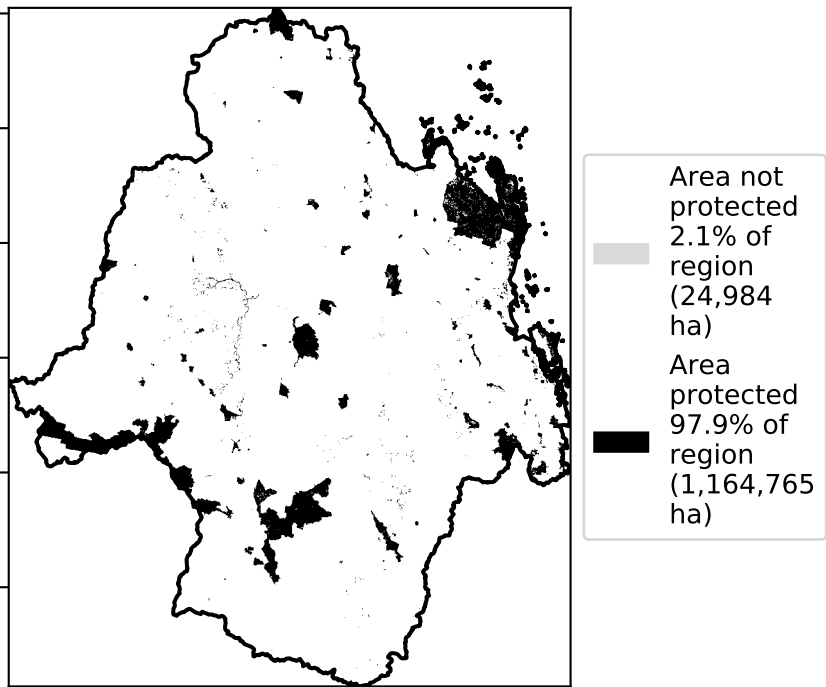 Area not
protected
2.1% of
region
(24,984
ha)
Area
protected
97.9% of
region
(1,164,765
ha)